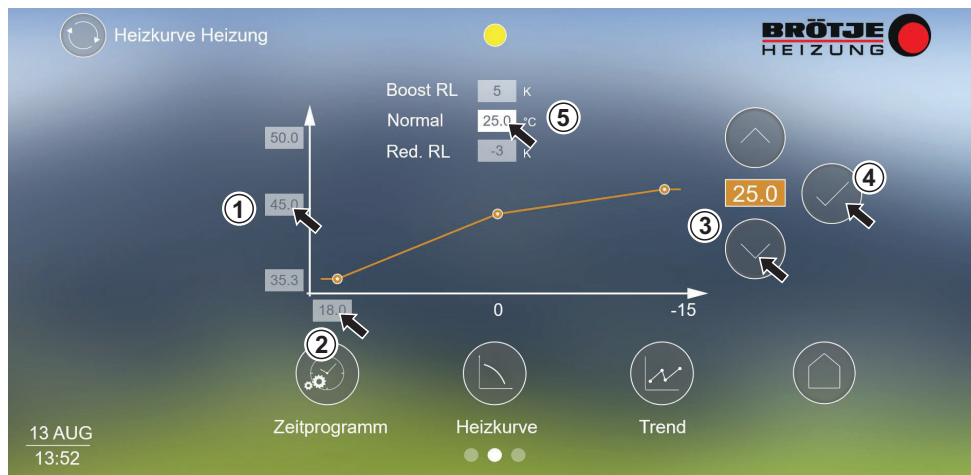 Heizkurve Heizung
BRÖTJE
HEIZUNG
Boost RL 5 K
Normal 25.0 °C 5
Red. RL -3 K
50.0
1 45.0
35.3
18.0 0 -15
2
25.0
4
3
Zeitprogramm Heizkurve Trend
13 AUG
13:52